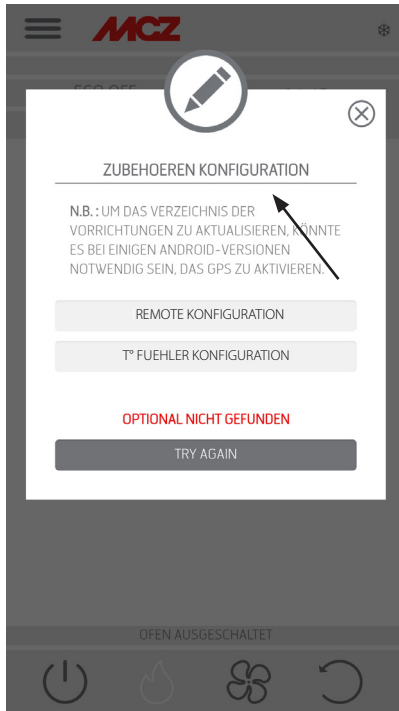 MCZ
ZUBEHOEREN KONFIGURATION
N.B. : UM DAS VERZEICHNIS DER
VORRICHTUNGEN ZU AKTUALISIEREN, KÖNNTE
ES BEI EINIGEN ANDROID-VERSIONEN
NOTWENDIG SEIN, DAS GPS ZU AKTIVIEREN.
REMOTE KONFIGURATION
T° FUEHLER KONFIGURATION
OPTIONAL NICHT GEFUNDEN
TRY AGAIN
OFEN AUSGESCHALTET